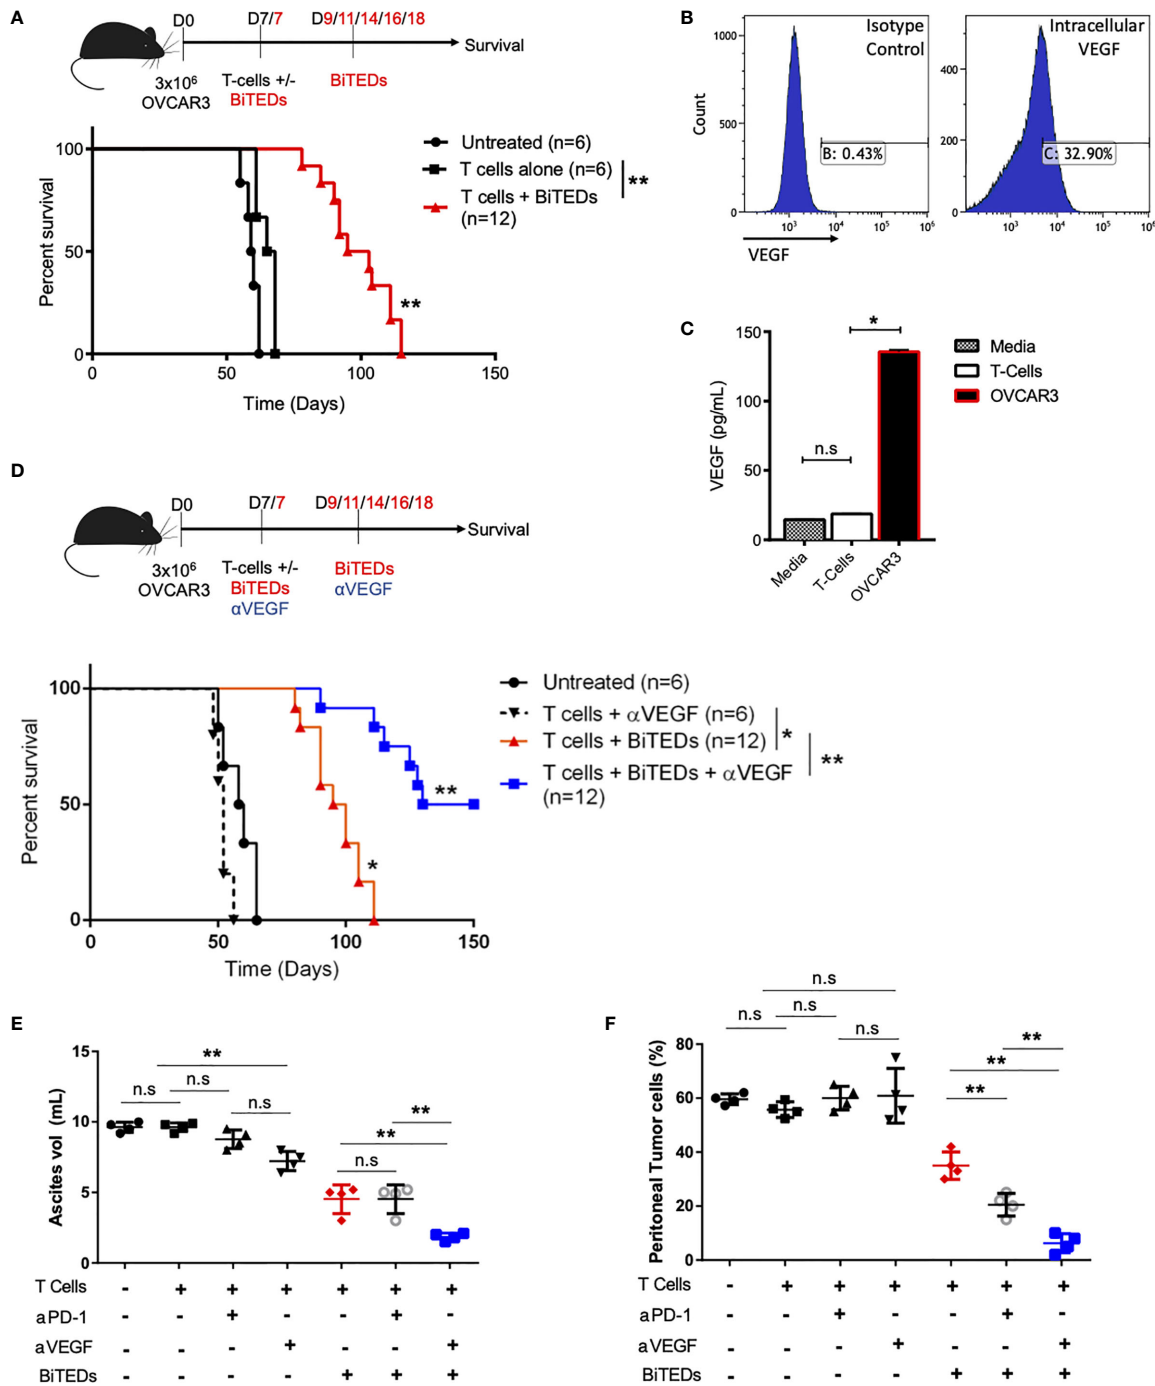 A
D0
D7/7
D9/11/14/16/18
Survival
3x10⁶
OVCAR3
T-cells +/-
BiTEDs
BiTEDs
Percent survival
100
50
0
0
50
100
150
Time (Days)
Untreated (n=6)
T cells alone (n=6)
T cells + BiTEDs
(n=12)
**
**
B
Isotype
Control
Count
1000
500
0
B: 0.43%
10³
10⁴
10⁵
10⁶
VEGF
Intracellular
VEGF
400
200
0
C: 32.90%
10³
10⁴
10⁵
10⁶
C
VEGF (pg/mL)
150
100
50
0
n.s
*
Media
T-Cells
OVCAR3
Media
T-Cells
OVCAR3
D
D0
D7/7
D9/11/14/16/18
Survival
3x10⁶
OVCAR3
T-cells +/-
BiTEDs
αVEGF
BiTEDs
αVEGF
Percent survival
100
50
0
0
50
100
150
Time (Days)
**
*
Untreated (n=6)
T cells + αVEGF (n=6)
T cells + BiTEDs (n=12)
T cells + BiTEDs + αVEGF
(n=12)
*
**
E
Ascites vol (mL)
15
10
5
0
**
n.s
n.s
n.s
**
**
n.s
T Cells - + + + + + +
aPD-1 - - + - - + -
aVEGF - - - + - - +
BiTEDs - - - - + + +
F
Peritoneal Tumor cells (%)
80
60
40
20
0
n.s
n.s
n.s
n.s
**
**
**
T Cells - + + + + + +
aPD-1 - - + - - + -
aVEGF - - - + - - +
BiTEDs - - - - + + +